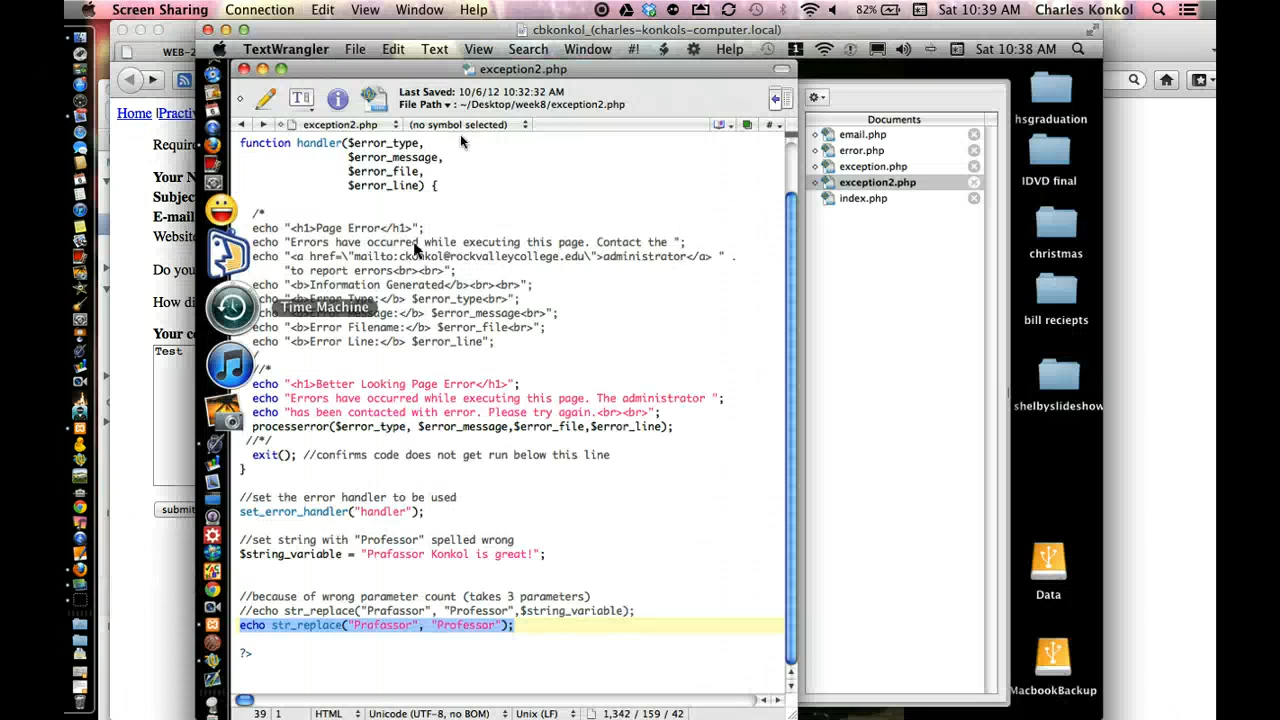 Screen Sharing Connection Edit View Window Help 82% Sat 10:39 AM Charles Konkol
cbkonkol_(charles-konkols-computer.local)
WEB-2
TextWrangler File Edit Text View Search Window #! Help 1 Sat 10:38 AM
exception2.php
Last Saved: 10/6/12 10:32:32 AM
File Path ▾ : ~/Desktop/week8/exception2.php
exception2.php (no symbol selected)
Home |Practiv
Requir
Your N
Subjec
E-mai
Websit
Do you
How di
Your c
Test
submit
function handler($error_type,
$error_message,
$error_file,
$error_line) {
/*
echo "<h1>Page Error</h1>";
echo "Errors have occurred while executing this page. Contact the ";
echo "<a href=\"mailto:ckonkol@rockvalleycollege.edu\">administrator</a> " .
"to report errors<br><br>";
echo "<b>Information Generated</b><br><br>";
echo "<b>Error Type:</b> $error_type<br>";
Time Machine
$error_message<br>";
echo "<b>Error Filename:</b> $error_file<br>";
echo "<b>Error Line:</b> $error_line";
/
//*
echo "<h1>Better Looking Page Error</h1>";
echo "Errors have occurred while executing this page. The administrator ";
echo "has been contacted with error. Please try again.<br><br>";
processerror($error_type, $error_message,$error_file,$error_line);
//*/
exit(); //confirms code does not get run below this line
}
//set the error handler to be used
set_error_handler("handler");
//set string with "Professor" spelled wrong
$string_variable = "Prafassor Konkol is great!";
//because of wrong parameter count (takes 3 parameters)
//echo str_replace("Prafassor", "Professor",$string_variable);
echo str_replace("Prafassor", "Professor");
?>
39 1 HTML Unicode (UTF-8, no BOM) Unix (LF) 1,342 / 159 / 42
Documents
email.php
error.php
exception.php
exception2.php
index.php
hsgraduation
IDVD final
christmas
bill reciepts
shelbyslideshow
Data
MacbookBackup